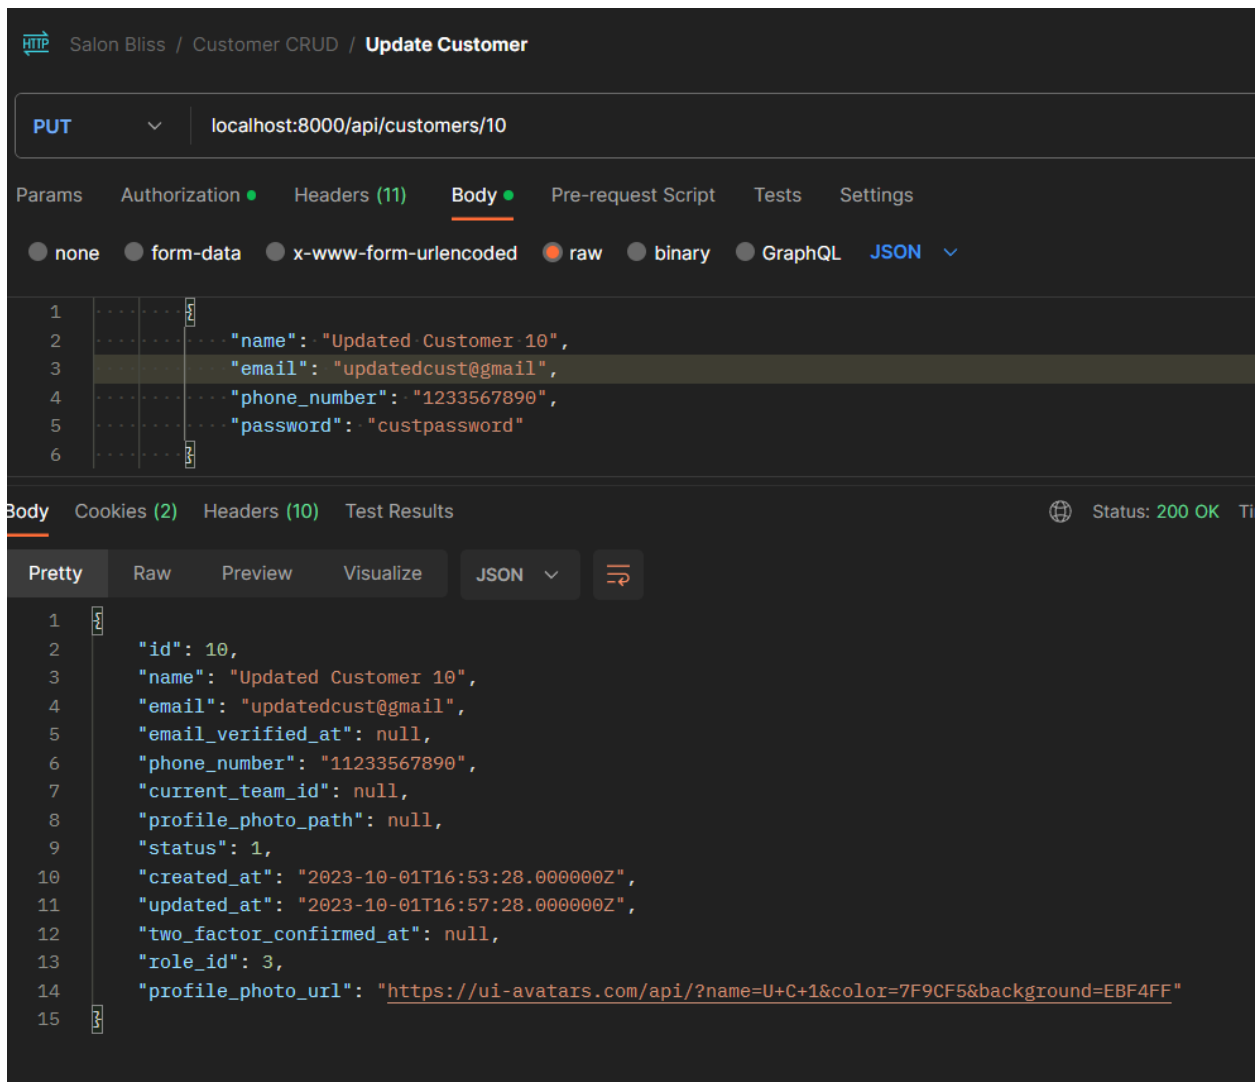 HTTP Salon Bliss / Customer CRUD / Update Customer
PUT localhost:8000/api/customers/10
Params Authorization Headers (11) Body Pre-request Script Tests Settings
none form-data x-www-form-urlencoded raw binary GraphQL JSON
1 {
2 "name": "Updated Customer 10",
3 "email": "updatedcust@gmail",
4 "phone_number": "1233567890",
5 "password": "custpassword"
6 }
Body Cookies (2) Headers (10) Test Results Status: 200 OK Ti
Pretty Raw Preview Visualize JSON
1 {
2 "id": 10,
3 "name": "Updated Customer 10",
4 "email": "updatedcust@gmail",
5 "email_verified_at": null,
6 "phone_number": "11233567890",
7 "current_team_id": null,
8 "profile_photo_path": null,
9 "status": 1,
10 "created_at": "2023-10-01T16:53:28.000000Z",
11 "updated_at": "2023-10-01T16:57:28.000000Z",
12 "two_factor_confirmed_at": null,
13 "role_id": 3,
14 "profile_photo_url": "https://ui-avatars.com/api/?name=U+C+1&color=7F9CF5&background=EBF4FF"
15 }